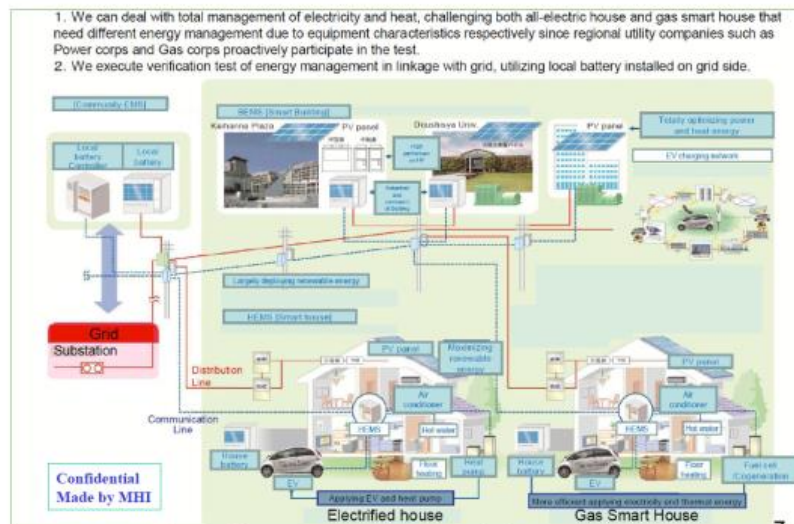 1. We can deal with total management of electricity and heat, challenging both all-electric house and gas smart house that
need different energy management due to equipment characteristics respectively since regional utility companies such as
Power corps and Gas corps proactively participate in the test.
2. We execute verification test of energy management in linkage with grid, utilizing local battery installed on grid side.
[Community CMS]
BEMS [Smart Building]
Local
battery
Controller
Local
battery
Keihanna Plaza
PV panel
Doushisya Univ.
PV panel
Totally optimizing power
and heat energy
EV charging network
Largely deploying renewable energy
HEMS [Smart house]
Grid
Substation
Distribution
Line
Communication
Line
PV panel
Maximizing
renewable
energy
Air
conditioner
HEMS
Hot water
House
battery
EV
Floor
heating
Heat
pump
Applying EV and heat pump
Electrified house
PV panel
Air
conditioner
HEMS
Hot water
House
battery
EV
Floor
heating
Fuel cell
/Cogeneration
More efficient applying electricity and thermal energy
Gas Smart House
Confidential
Made by MHI